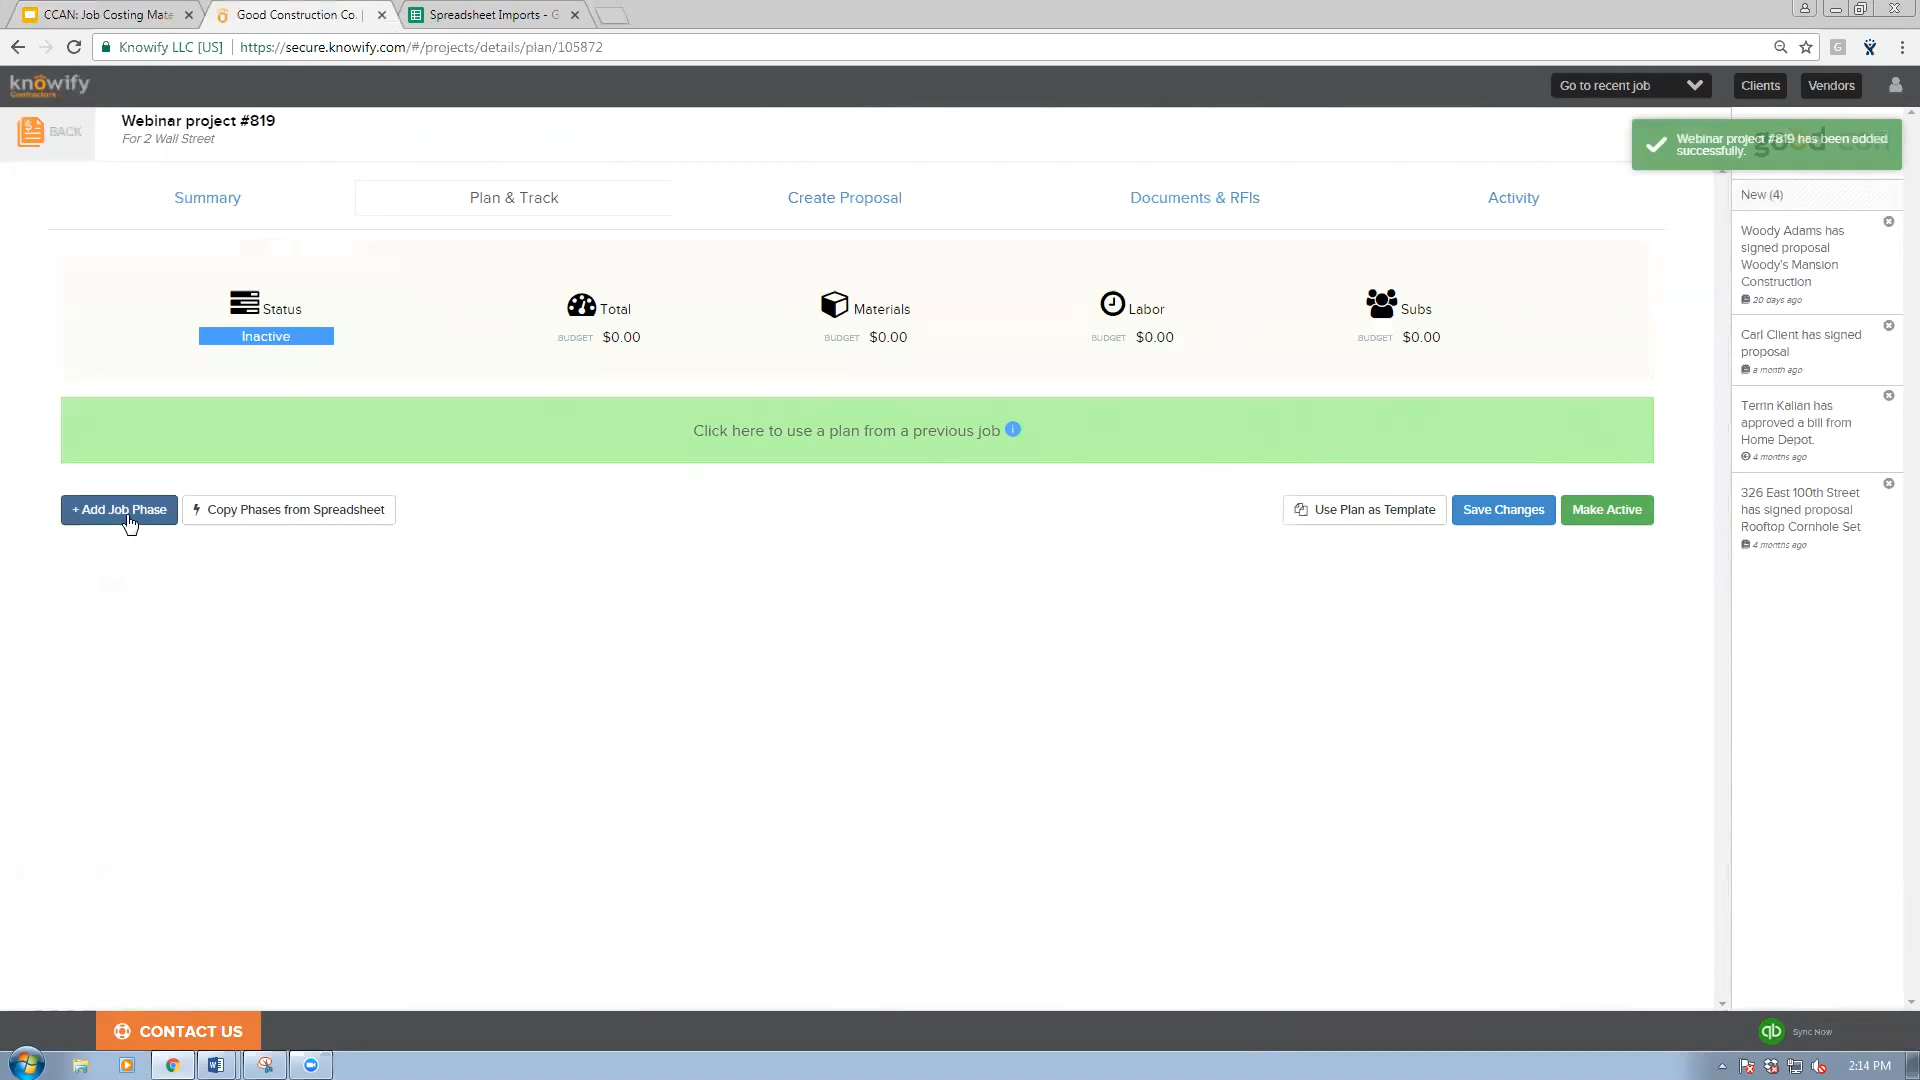 CCAN: Job Costing Mate
Good Construction Co. |
Spreadsheet Imports - G
Knowify LLC [US]
https://secure.knowify.com/#/projects/details/plan/105872
knowify
Contractors
Go to recent job
Clients
Vendors
BACK
Webinar project #819
For 2 Wall Street
Webinar project #819 has been added
successfully.
Summary
Plan & Track
Create Proposal
Documents & RFIs
Activity
Status
Inactive
Total
BUDGET $0.00
Materials
BUDGET $0.00
Labor
BUDGET $0.00
Subs
BUDGET $0.00
Click here to use a plan from a previous job
+ Add Job Phase
Copy Phases from Spreadsheet
Use Plan as Template
Save Changes
Make Active
New (4)
Woody Adams has
signed proposal
Woody's Mansion
Construction
20 days ago
Carl Client has signed
proposal
a month ago
Terrin Kalian has
approved a bill from
Home Depot.
4 months ago
326 East 100th Street
has signed proposal
Rooftop Cornhole Set
4 months ago
CONTACT US
qb
Sync Now
2:14 PM